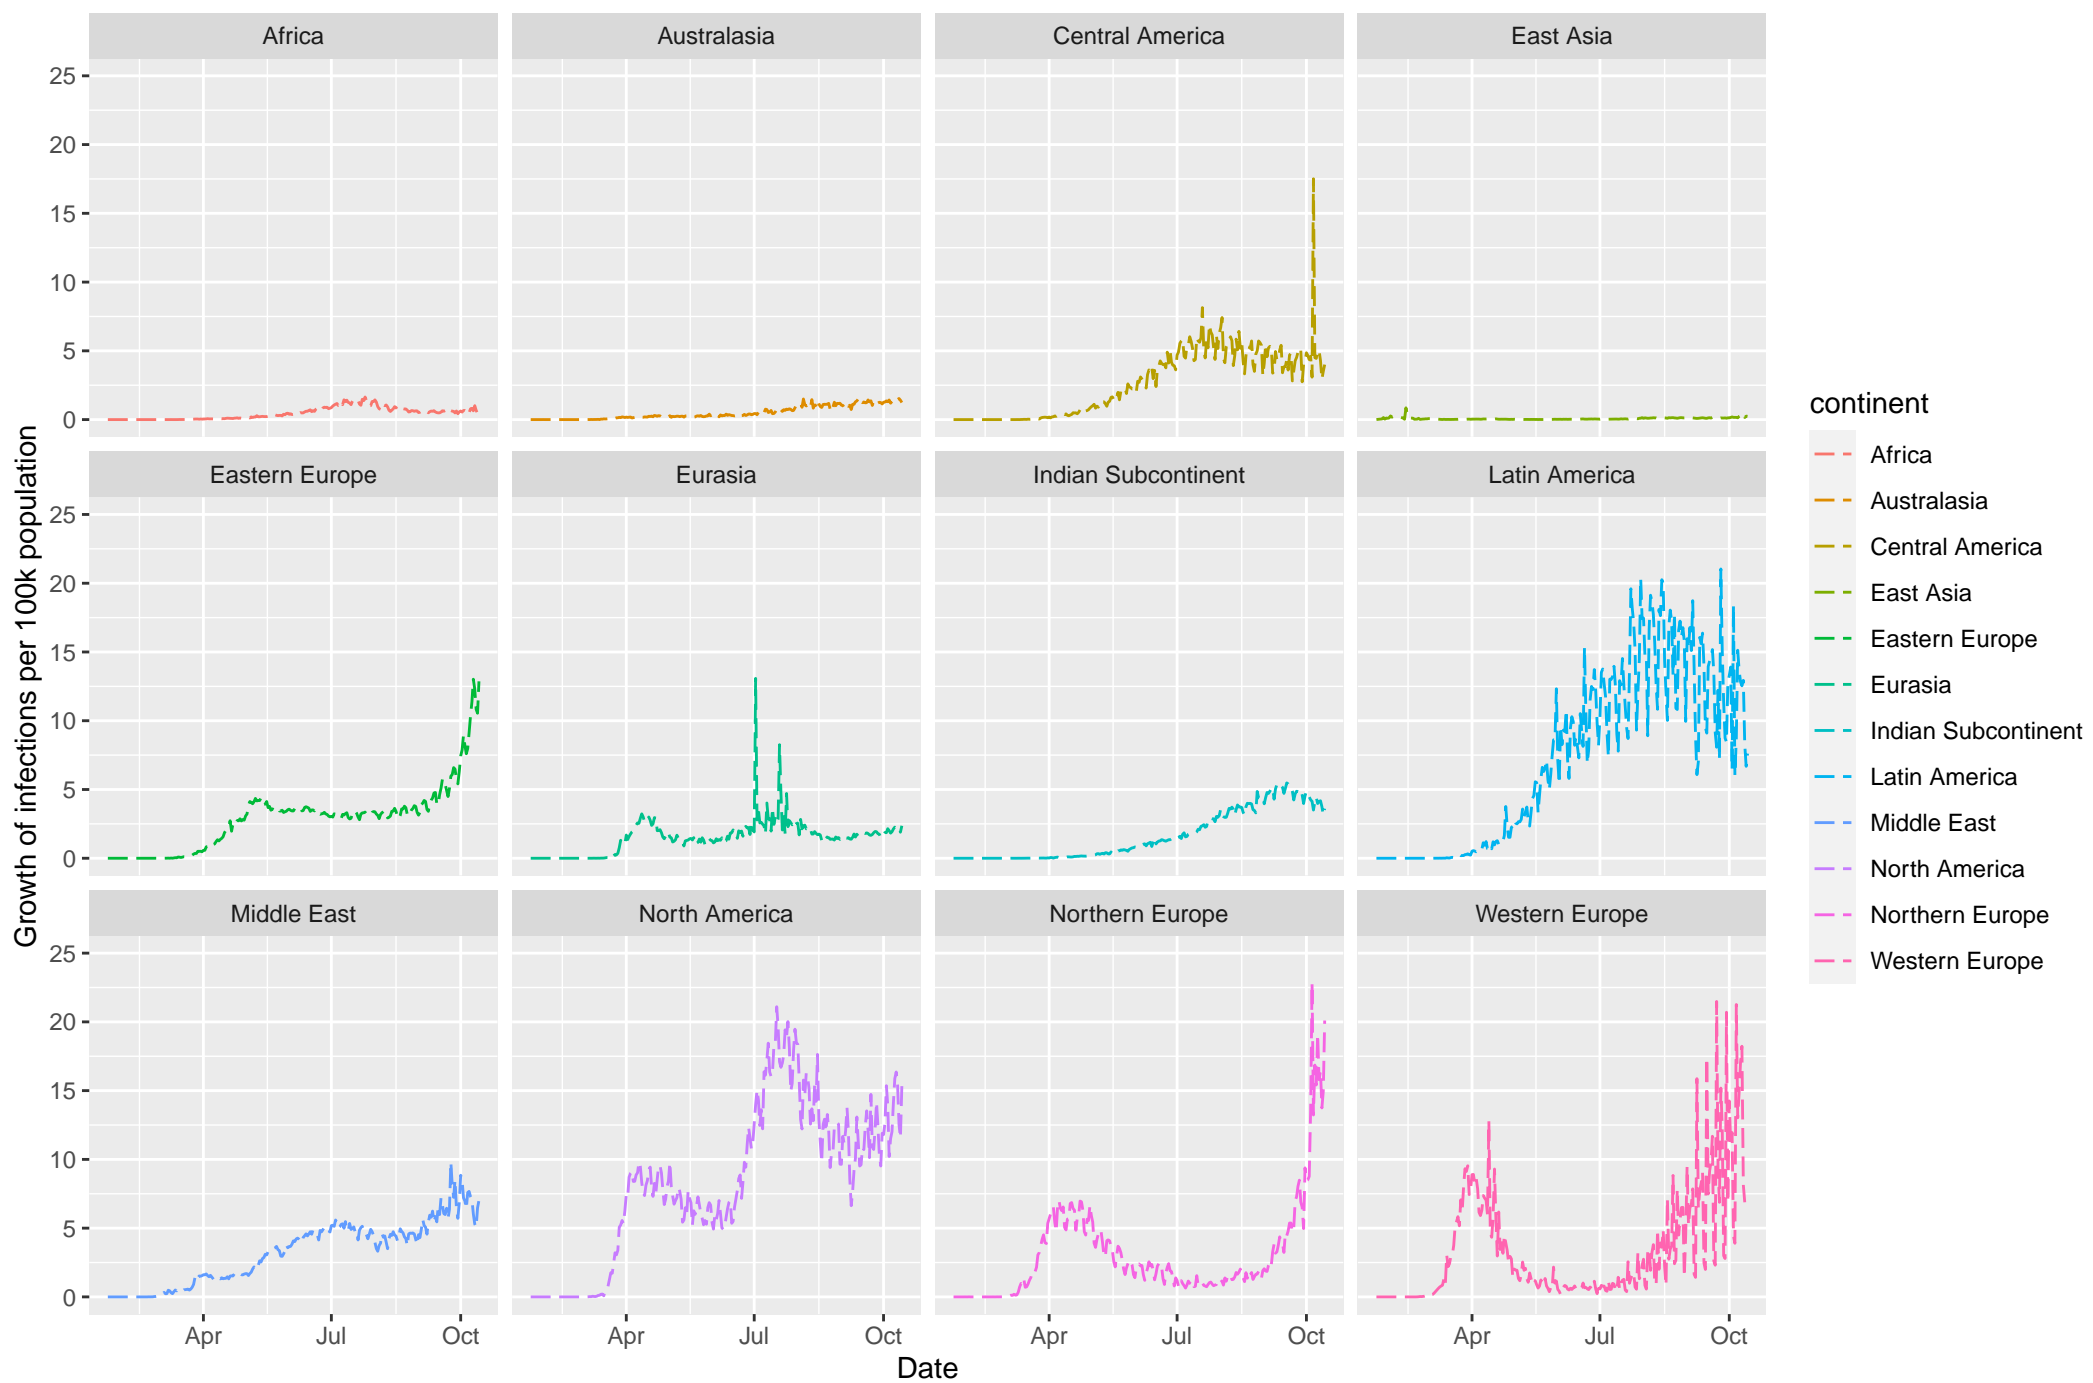 Africa
Australasia
Central America
East Asia
25
20
15
10
5
0
Eastern Europe
Eurasia
Indian Subcontinent
Latin America
25
20
15
10
5
0
Middle East
North America
Northern Europe
Western Europe
25
20
15
10
5
0
Apr Jul Oct
Apr Jul Oct
Apr Jul Oct
Apr Jul Oct
Date
Growth of infections per 100k population
continent
Africa
Australasia
Central America
East Asia
Eastern Europe
Eurasia
Indian Subcontinent
Latin America
Middle East
North America
Northern Europe
Western Europe